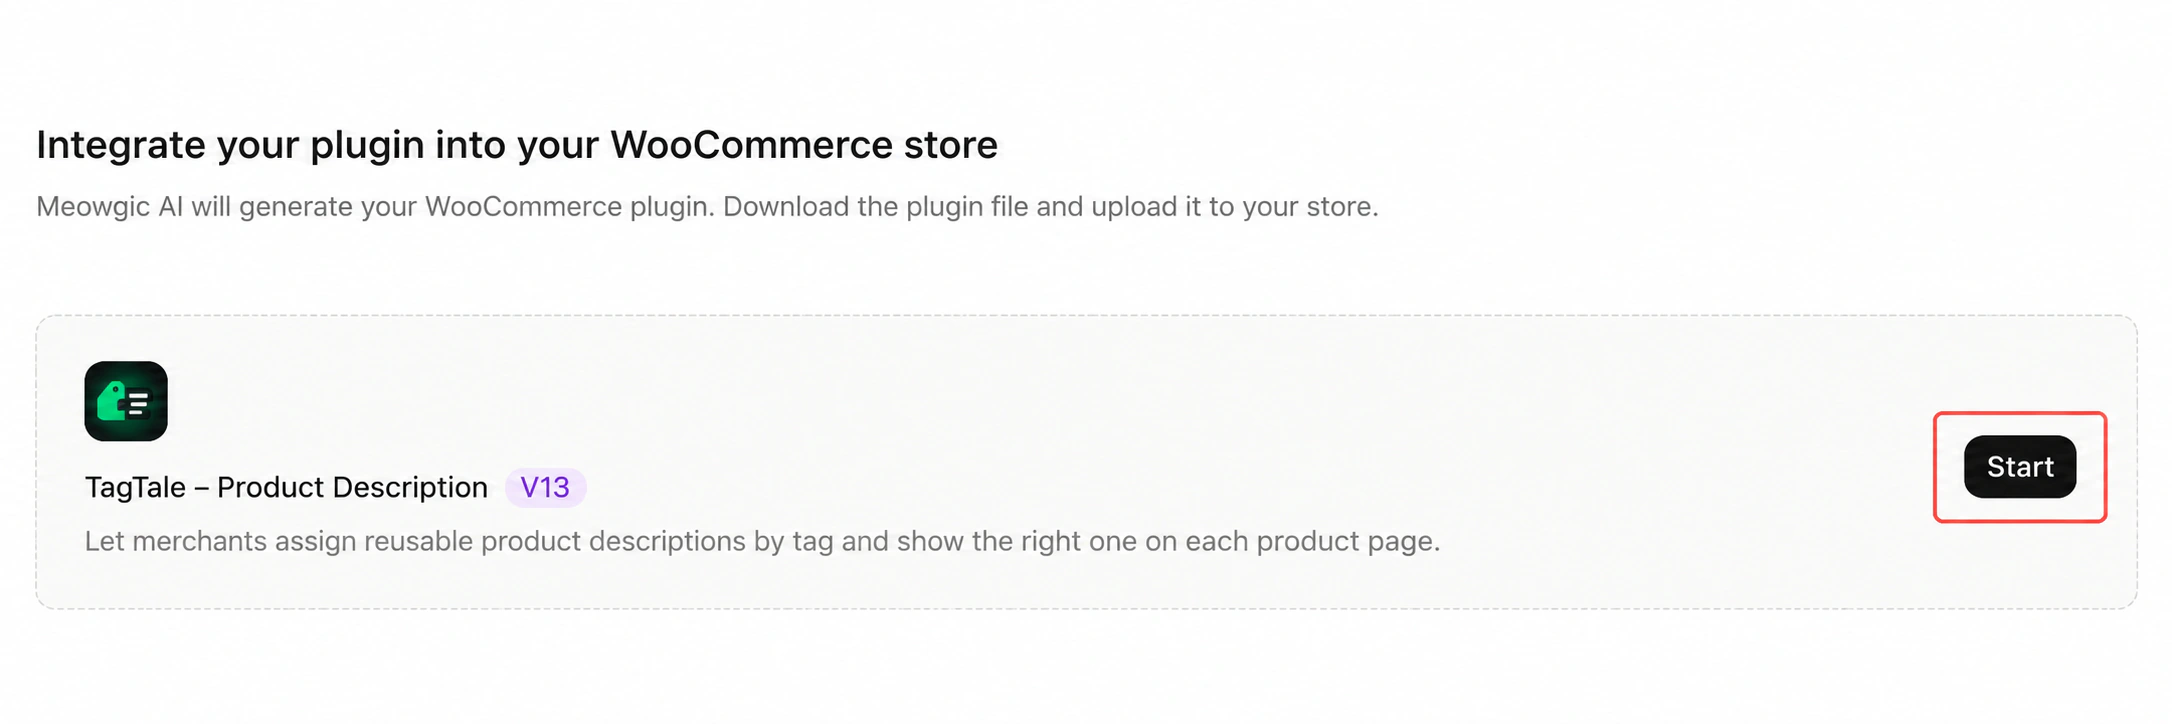 Integrate your plugin into your WooCommerce store
Meowgic AI will generate your WooCommerce plugin. Download the plugin file and upload it to your store.
TagTale – Product Description V13
Start
Let merchants assign reusable product descriptions by tag and show the right one on each product page.